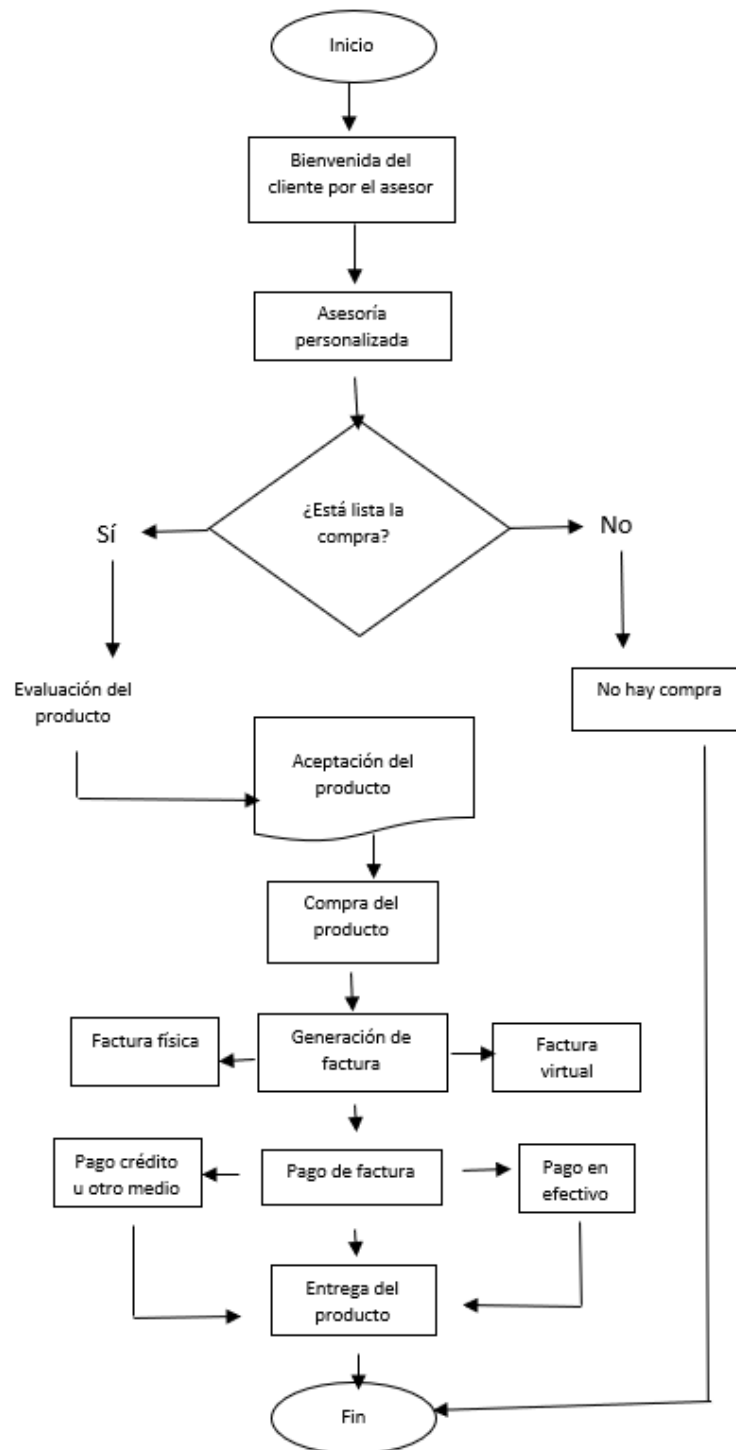 Inicio
Bienvenida del
cliente por el asesor
Asesoría
personalizada
¿Está lista la
compra?
Sí
No
Evaluación del
producto
No hay compra
Aceptación del
producto
Compra del
producto
Factura física
Generación de
factura
Factura
virtual
Pago crédito
u otro medio
Pago de factura
Pago en
efectivo
Entrega del
producto
Fin